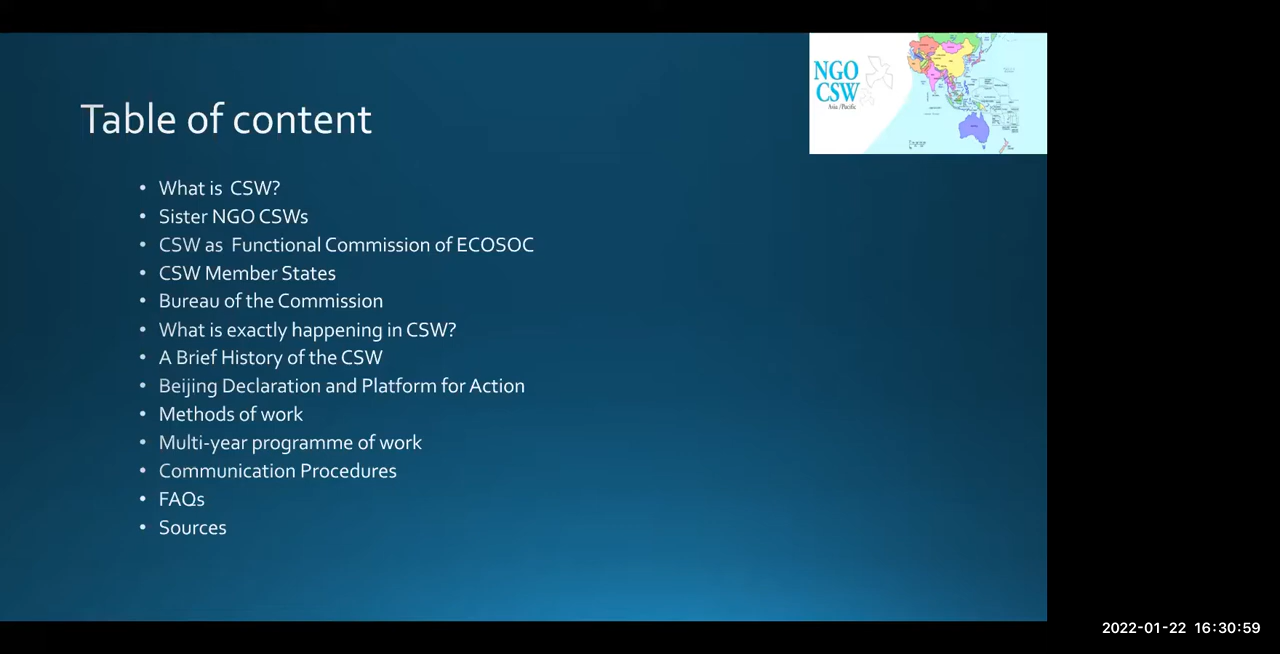 NGO
CSW
Asia /Pacific
Table of content
• What is CSW?
• Sister NGO CSWs
• CSW as Functional Commission of ECOSOC
• CSW Member States
• Bureau of the Commission
• What is exactly happening in CSW?
• A Brief History of the CSW
• Beijing Declaration and Platform for Action
• Methods of work
• Multi-year programme of work
• Communication Procedures
• FAQs
• Sources
2022-01-22 16:30:59